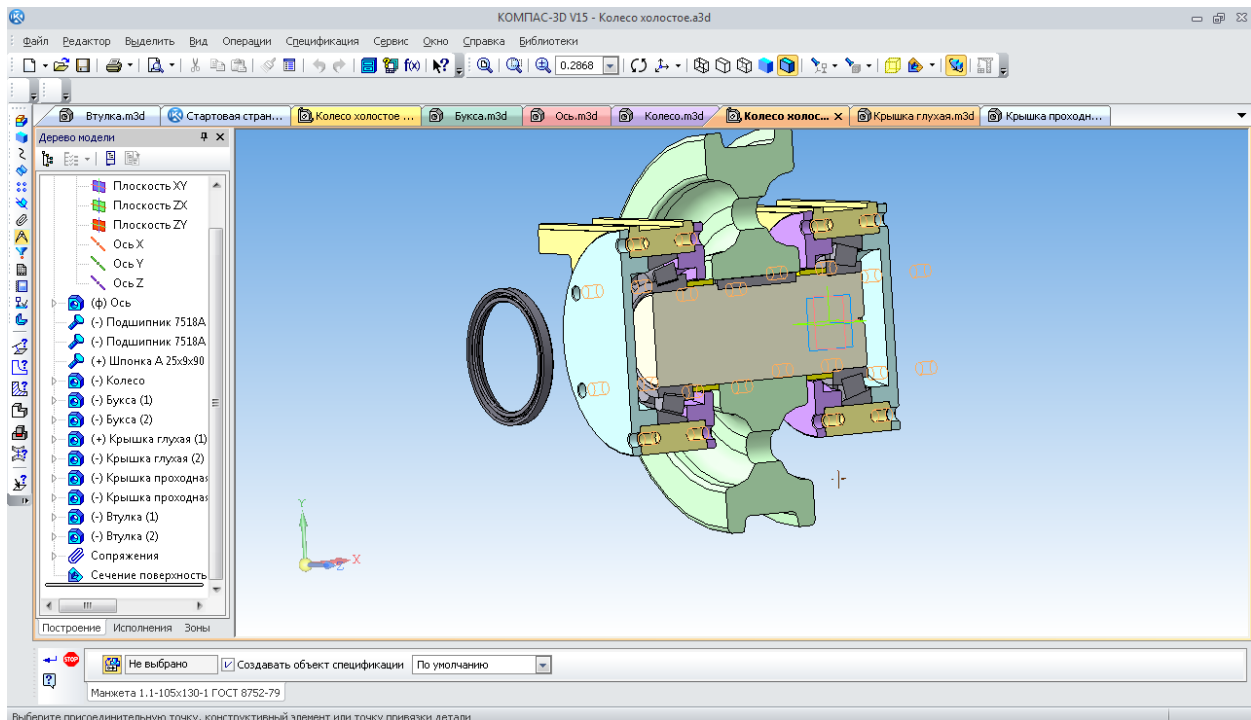 КОМПАС-3D V15 - Колесо холостое.a3d
Файл Редактор Выделить Вид Операции Спецификация Сервис Окно Справка Библиотеки
0.2868
Втулка.m3d Стартовая стран... Колесо холостое ... Букса.m3d Ось.m3d Колесо.m3d Колесо холос... Крышка глухая.m3d Крышка проходн...
Дерево модели
Плоскость XY
Плоскость ZX
Плоскость ZY
Ось X
Ось Y
Ось Z
(ф) Ось
(-) Подшипник 7518А
(-) Подшипник 7518А
(+) Шпонка А 25x9x90
(-) Колесо
(-) Букса (1)
(-) Букса (2)
(+) Крышка глухая (1)
(-) Крышка глухая (2)
(-) Крышка проходная
(-) Крышка проходная
(-) Втулка (1)
(-) Втулка (2)
Сопряжения
Сечение поверхность
Построение Исполнения Зоны
Y
X
Z
STOP Не выбрано Создавать объект спецификации По умолчанию
Манжета 1.1-105x130-1 ГОСТ 8752-79
Выберите присоединительную точку, конструктивный элемент или точку привязки детали